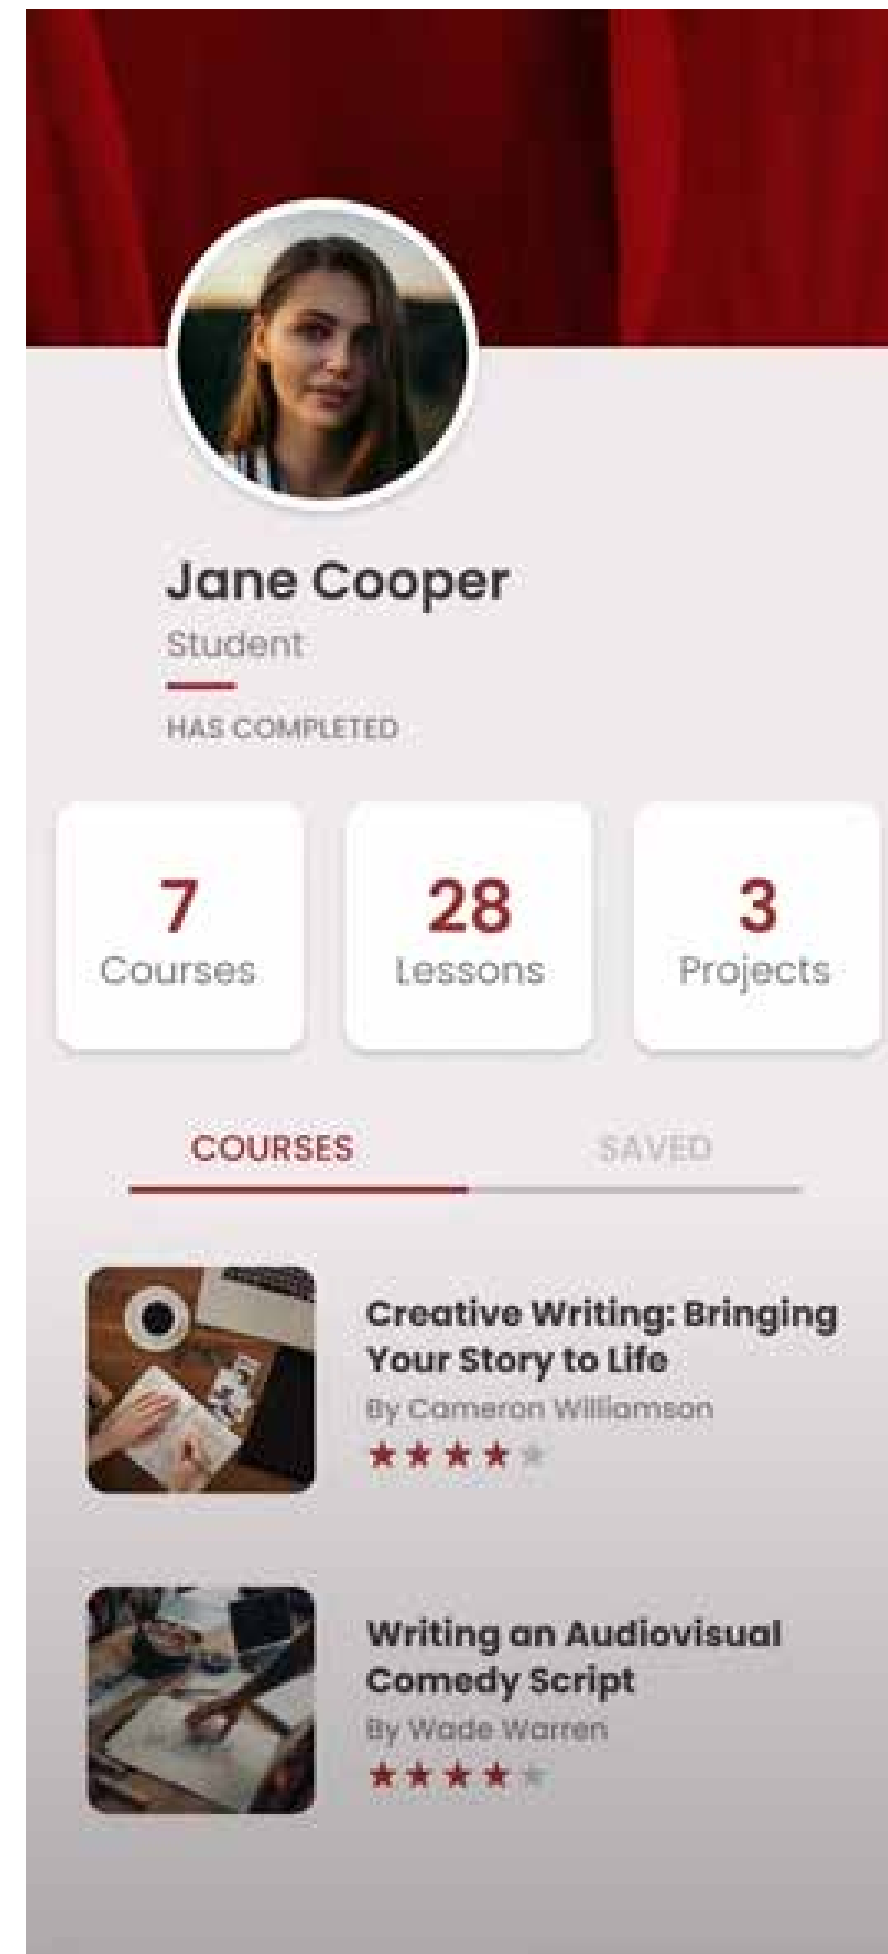 Jane Cooper
Student
HAS COMPLETED
7
Courses
28
Lessons
3
Projects
COURSES
SAVED
Creative Writing: Bringing
Your Story to Life
By Cameron Williamson
Writing an Audiovisual
Comedy Script
By Wade Warren